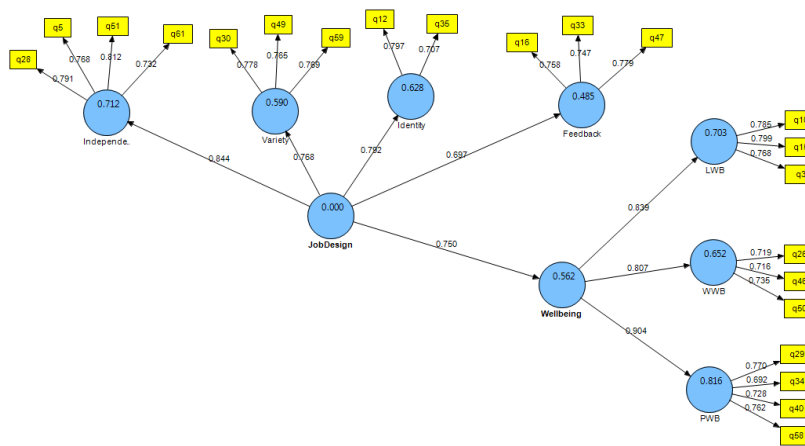 q5
q51
q49
q12
q35
q33
q28
q61
q30
q59
q16
q47
0.768
0.812
0.732
0.765
0.797
0.707
0.747
0.791
0.778
0.769
0.758
0.779
0.712
0.590
0.628
0.485
Independe.
Variety
Identity
Feedback
q10
0.785
0.703
0.799
0.768
LWB
0.844
0.768
0.792
0.697
0.000
JobDesign
0.839
0.750
0.562
Wellbeing
0.807
0.652
WWB
0.719
q26
0.716
q46
0.735
q50
0.904
0.816
PWB
0.770
q29
0.692
q34
0.728
q40
0.762
q58